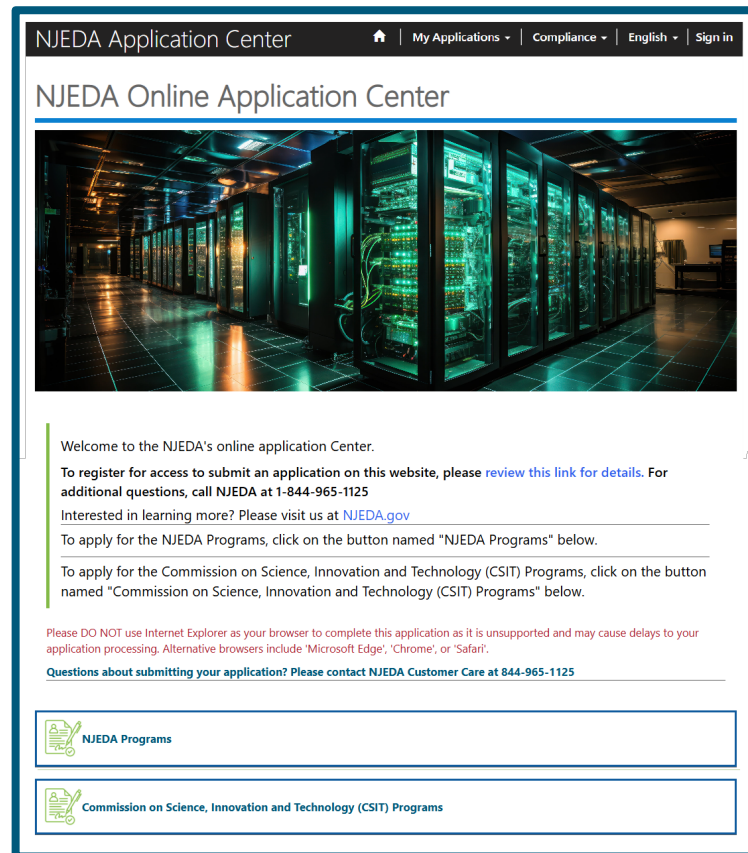 NJEDA Application Center
My Applications
Compliance
English
Sign in
NJEDA Online Application Center
Welcome to the NJEDA's online application Center.
To register for access to submit an application on this website, please review this link for details. For
additional questions, call NJEDA at 1-844-965-1125
Interested in learning more? Please visit us at NJEDA.gov
To apply for the NJEDA Programs, click on the button named "NJEDA Programs" below.
To apply for the Commission on Science, Innovation and Technology (CSIT) Programs, click on the button
named "Commission on Science, Innovation and Technology (CSIT) Programs" below.
Please DO NOT use Internet Explorer as your browser to complete this application as it is unsupported and may cause delays to your
application processing. Alternative browsers include 'Microsoft Edge', 'Chrome', or 'Safari'.
Questions about submitting your application? Please contact NJEDA Customer Care at 844-965-1125
NJEDA Programs
Commission on Science, Innovation and Technology (CSIT) Programs